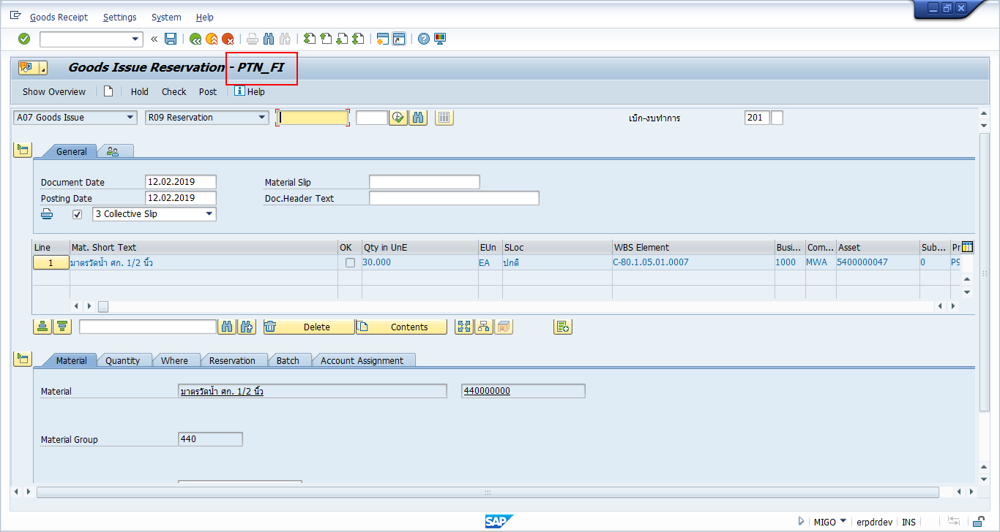 Goods Receipt Settings System Help
Goods Issue Reservation - PTN_FI
Show Overview Hold Check Post Help
A07 Goods Issue R09 Reservation เบิก-งบทำการ 201
General
Document Date 12.02.2019 Material Slip
Posting Date 12.02.2019 Doc.Header Text
3 Collective Slip
Line Mat. Short Text OK Qty in UnE EUn SLoc WBS Element Busi... Com... Asset Sub... Pr
1 มาตรวัดน้ำ ศก. 1/2 นิ้ว 30.000 EA ปกติ C-80.1.05.01.0007 1000 MWA 5400000047 0 P9
Delete Contents
Material Quantity Where Reservation Batch Account Assignment
Material มาตรวัดน้ำ ศก. 1/2 นิ้ว 440000000
Material Group 440
SAP MIGO erpdrdev INS